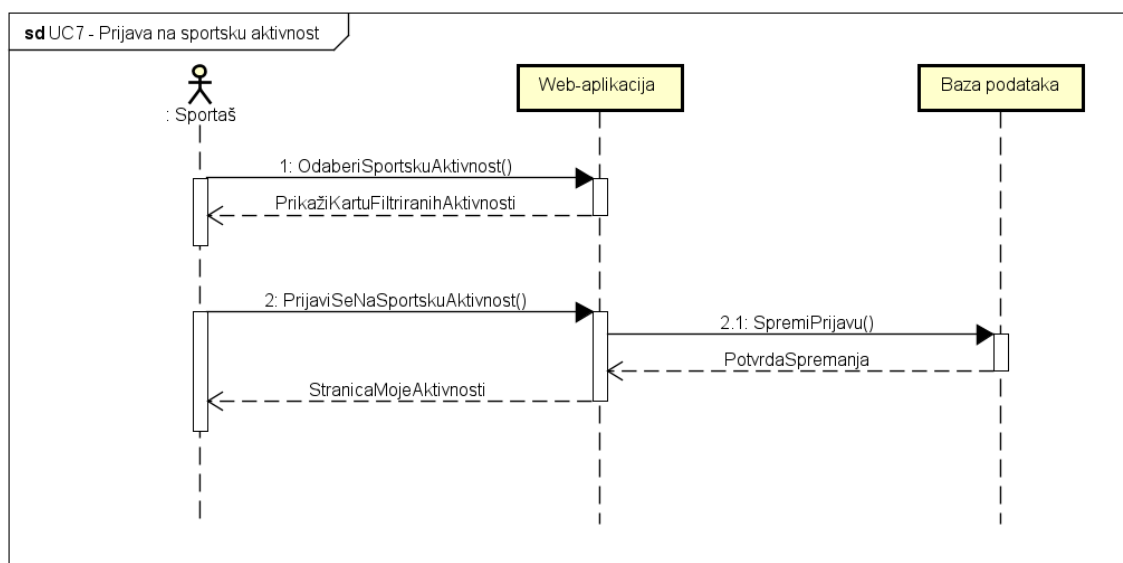 sd UC7 - Prijava na sportsku aktivnost
: Sportaš
Web-aplikacija
Baza podataka
1: OdaberiSportskuAktivnost()
PrikažiKartuFiltriranihAktivnosti
2: PrijaviSeNaSportskuAktivnost()
2.1: SpremiPrijavu()
PotvrdaSpremanja
StranicaMojeAktivnosti